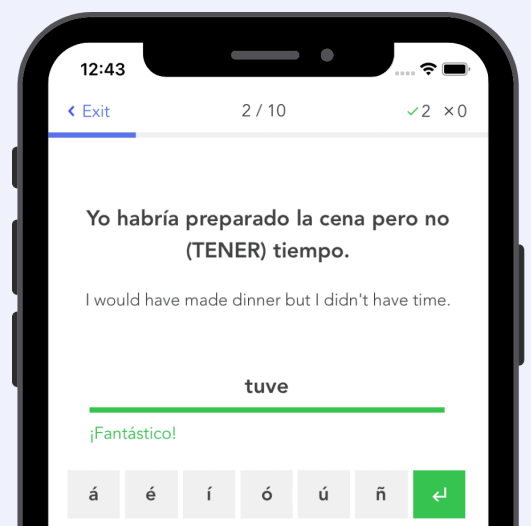 12:43
Exit 2 / 10 ✓2 ×0
Yo habría preparado la cena pero no
(TENER) tiempo.
I would have made dinner but I didn't have time.
tuve
¡Fantástico!
á é í ó ú ñ